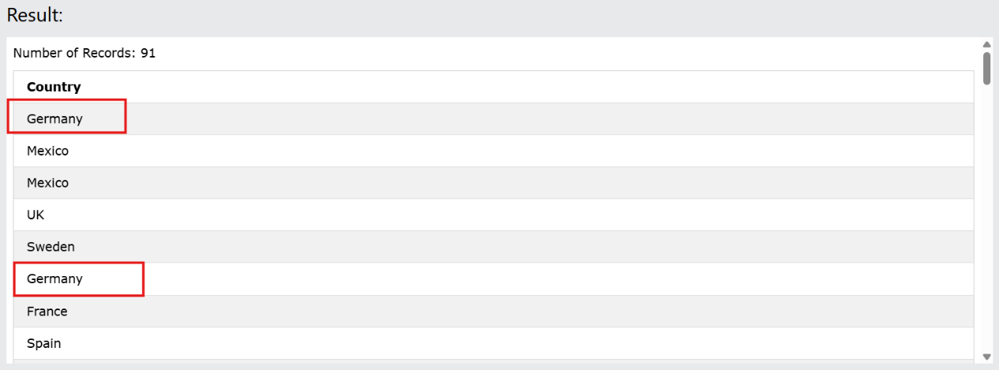 Result:
Number of Records: 91
Country
Germany
Mexico
Mexico
UK
Sweden
Germany
France
Spain